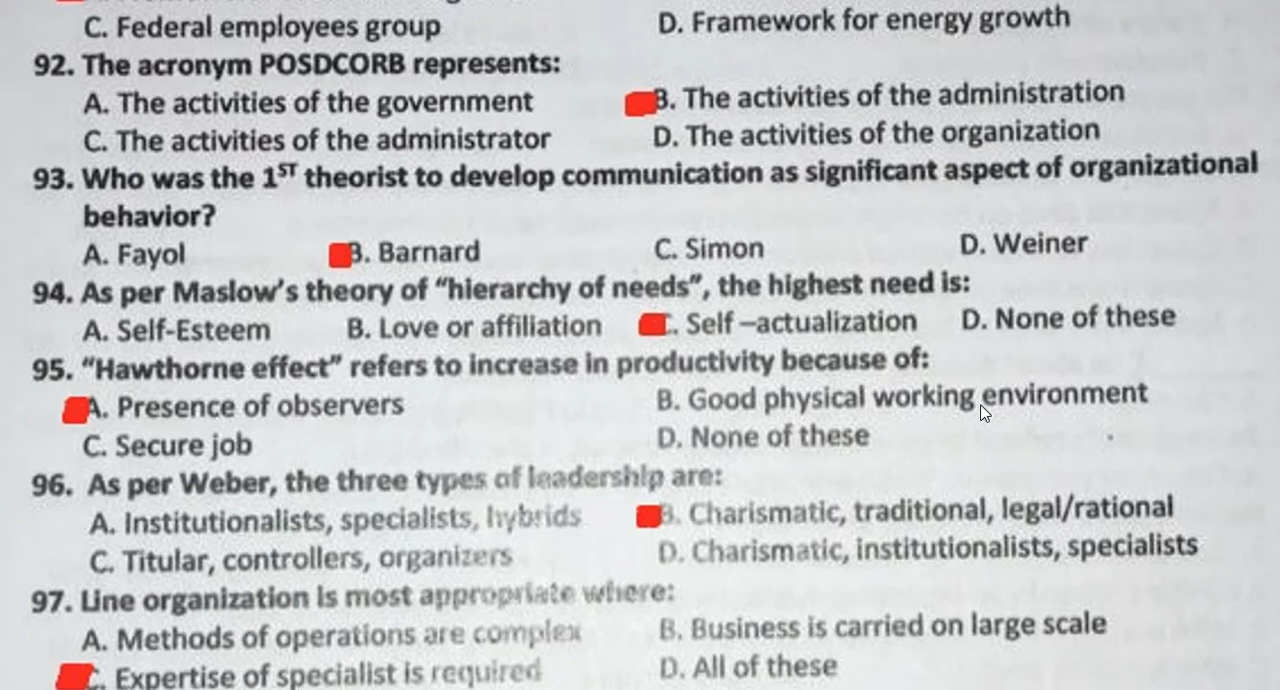 C. Federal employees group D. Framework for energy growth
92. The acronym POSDCORB represents:
A. The activities of the government B. The activities of the administration
C. The activities of the administrator D. The activities of the organization
93. Who was the 1ST theorist to develop communication as significant aspect of organizational
behavior?
A. Fayol B. Barnard C. Simon D. Weiner
94. As per Maslow's theory of "hierarchy of needs", the highest need is:
A. Self-Esteem B. Love or affiliation C. Self –actualization D. None of these
95. "Hawthorne effect" refers to increase in productivity because of:
A. Presence of observers B. Good physical working environment
C. Secure job D. None of these
96. As per Weber, the three types of leadership are:
A. Institutionalists, specialists, hybrids B. Charismatic, traditional, legal/rational
C. Titular, controllers, organizers D. Charismatic, institutionalists, specialists
97. Line organization is most appropriate where:
A. Methods of operations are complex B. Business is carried on large scale
C. Expertise of specialist is required D. All of these